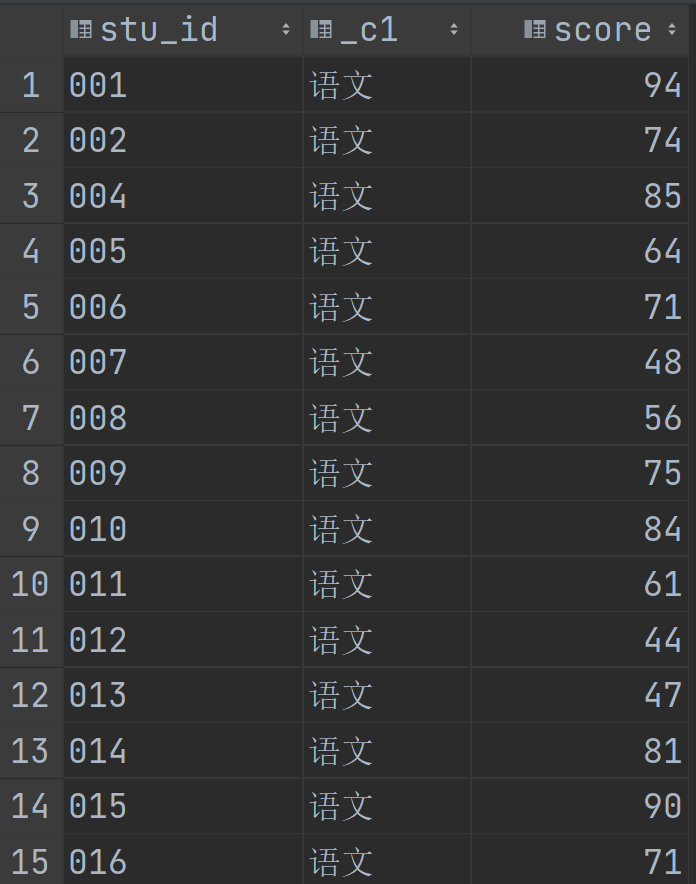 stu_id _c1 score
1 001 语文 94
2 002 语文 74
3 004 语文 85
4 005 语文 64
5 006 语文 71
6 007 语文 48
7 008 语文 56
8 009 语文 75
9 010 语文 84
10 011 语文 61
11 012 语文 44
12 013 语文 47
13 014 语文 81
14 015 语文 90
15 016 语文 71